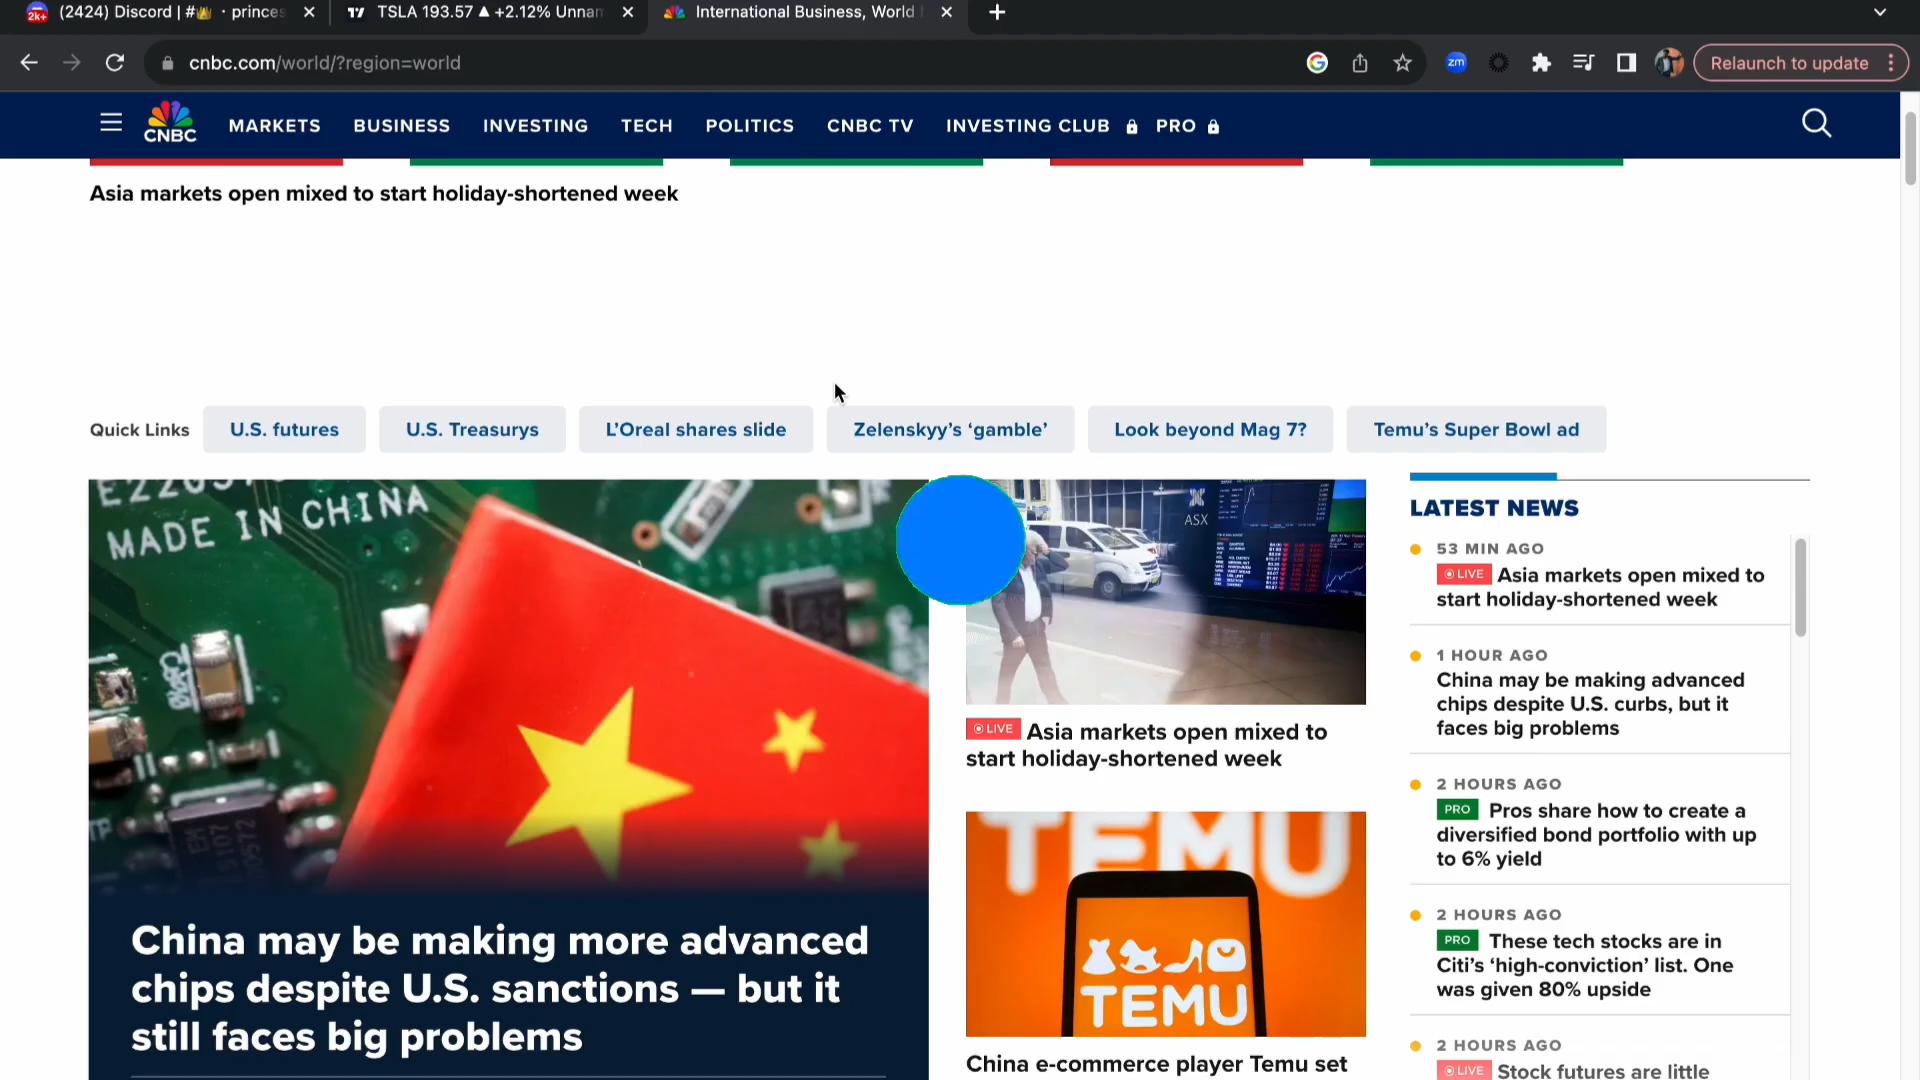 (2424) Discord | #👑 · princes
TSLA 193.57 ▲ +2.12% Unnam
International Business, World
cnbc.com/world/?region=world
zm
Relaunch to update
CNBC
MARKETS
BUSINESS
INVESTING
TECH
POLITICS
CNBC TV
INVESTING CLUB
PRO
Asia markets open mixed to start holiday-shortened week
Quick Links
U.S. futures
U.S. Treasurys
L’Oreal shares slide
Zelenskyy’s ‘gamble’
Look beyond Mag 7?
Temu’s Super Bowl ad
MADE IN CHINA
China may be making more advanced
chips despite U.S. sanctions — but it
still faces big problems
ASX
LIVE Asia markets open mixed to
start holiday-shortened week
TEMU
TEMU
China e-commerce player Temu set
LATEST NEWS
53 MIN AGO
LIVE Asia markets open mixed to
start holiday-shortened week
1 HOUR AGO
China may be making advanced
chips despite U.S. curbs, but it
faces big problems
2 HOURS AGO
PRO Pros share how to create a
diversified bond portfolio with up
to 6% yield
2 HOURS AGO
PRO These tech stocks are in
Citi’s ‘high-conviction’ list. One
was given 80% upside
2 HOURS AGO
LIVE Stock futures are little